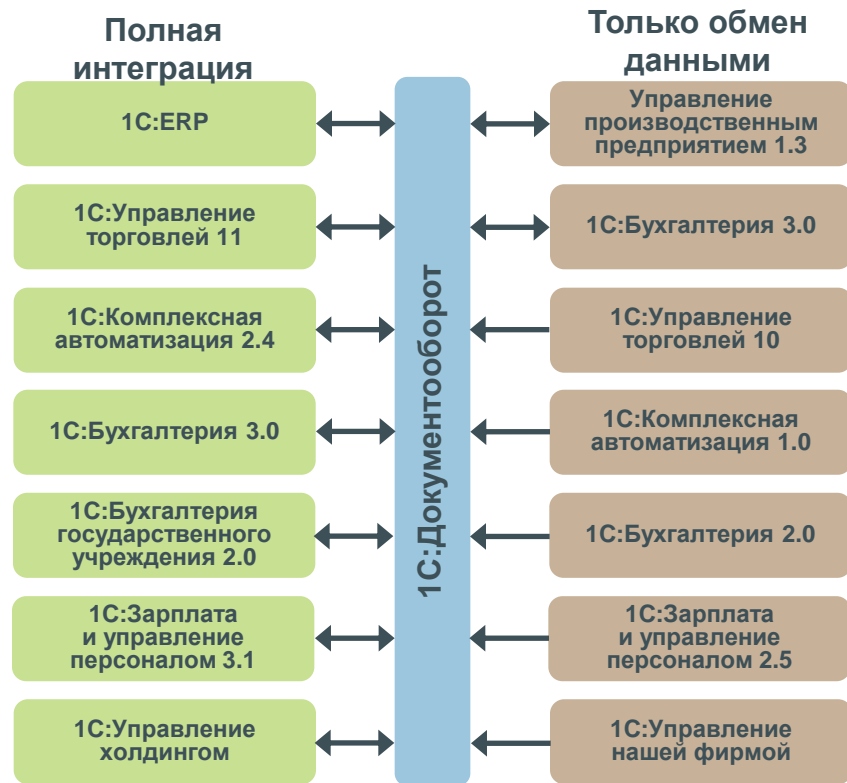 Полная
интеграция
1С:ERP
1С:Управление
торговлей 11
1С:Комплексная
автоматизация 2.4
1С:Бухгалтерия 3.0
1С:Бухгалтерия
государственного
учреждения 2.0
1С:Зарплата
и управление
персоналом 3.1
1С:Управление
холдингом
1С:Документооборот
Только обмен
данными
Управление
производственным
предприятием 1.3
1С:Бухгалтерия 3.0
1С:Управление
торговлей 10
1С:Комплексная
автоматизация 1.0
1С:Бухгалтерия 2.0
1С:Зарплата
и управление
персоналом 2.5
1С:Управление
нашей фирмой